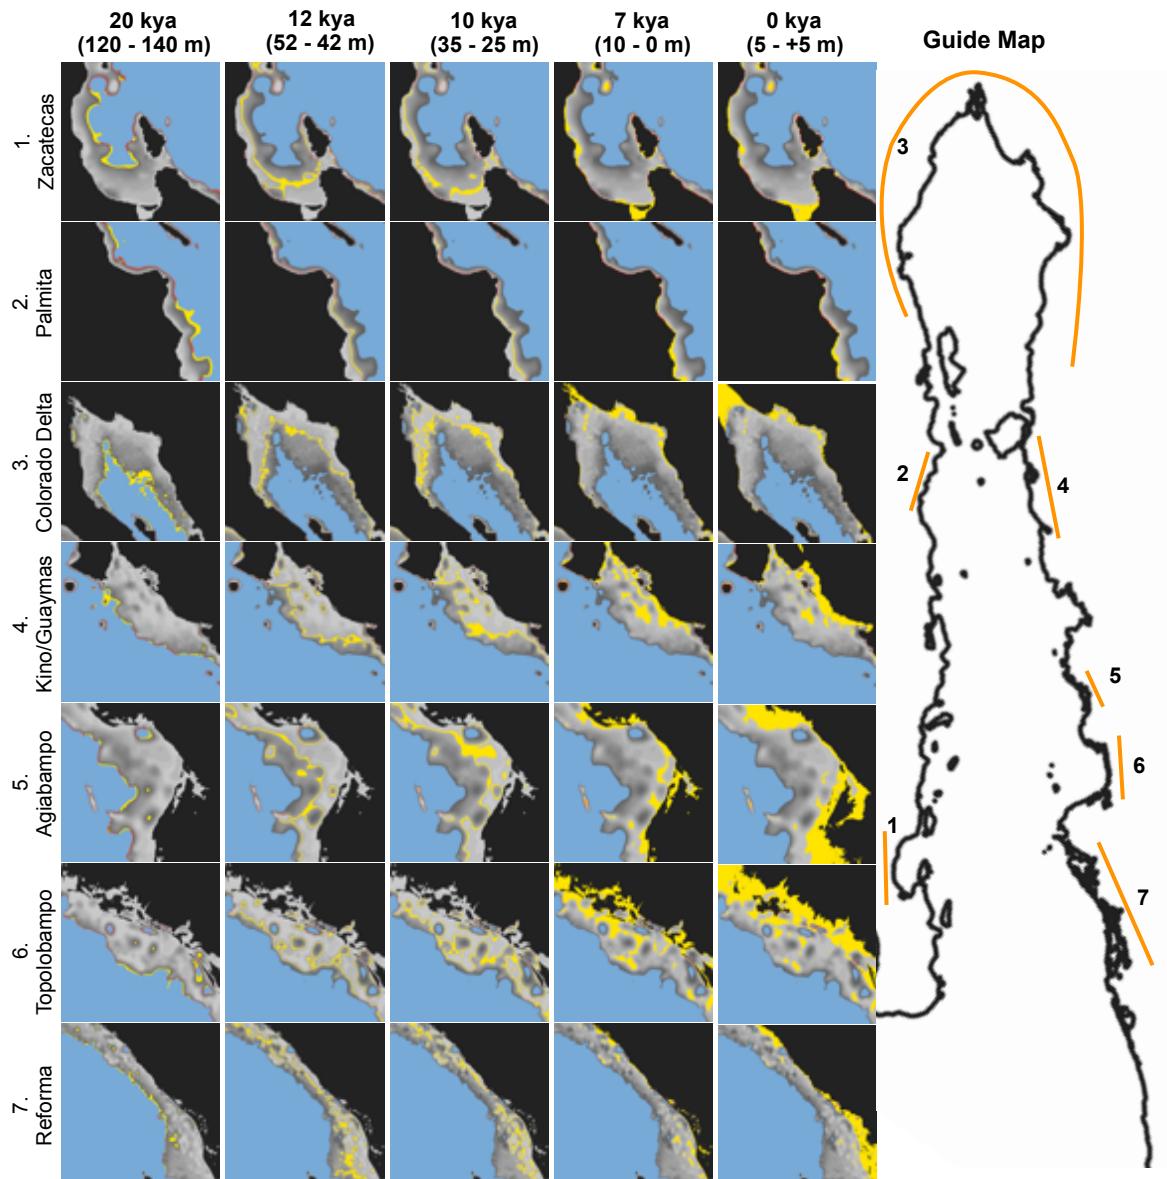 20 kya
(120 - 140 m)
12 kya
(52 - 42 m)
10 kya
(35 - 25 m)
7 kya
(10 - 0 m)
0 kya
(5 - +5 m)
Guide Map
1.
Zacatecas
2.
Palmita
3.
Colorado Delta
4.
Kino/Guaymas
5.
Agiabampo
6.
Topolobampo
7.
Reforma
3
2
4
5
6
1
7